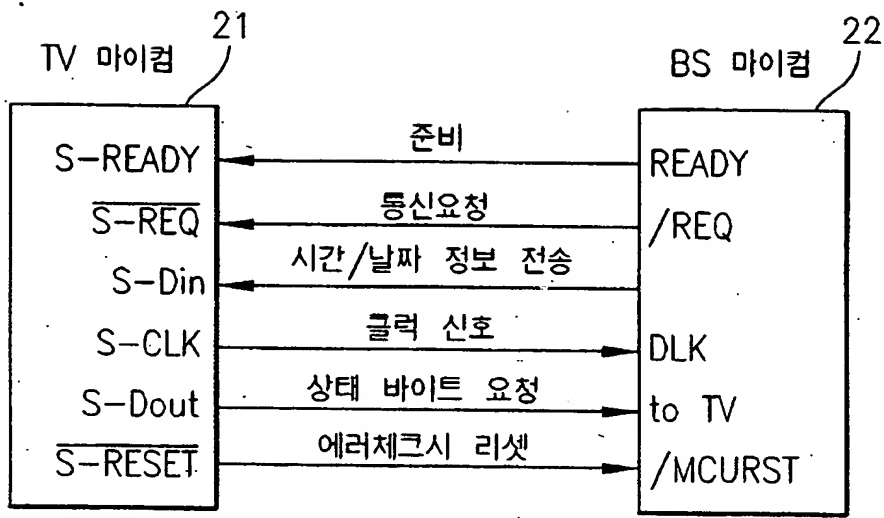 21
22
TV 마이컴
BS 마이컴
S-READY
준비
READY
S-REQ
통신요청
/REQ
S-Din
시간/날짜 정보 전송
S-CLK
클럭 신호
DLK
S-Dout
상태 바이트 요청
to TV
S-RESET
에러체크시 리셋
/MCURST